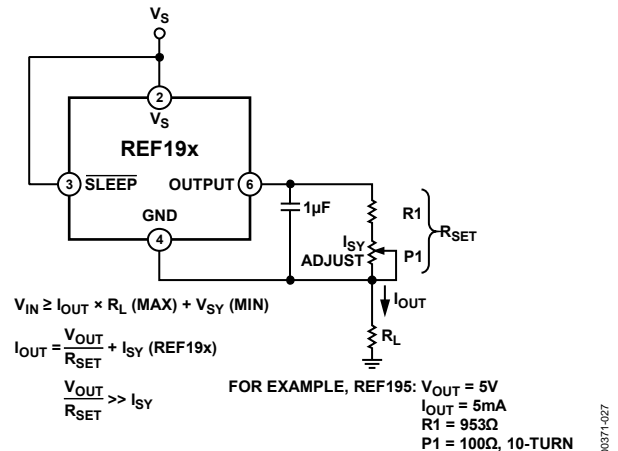 VS
2
VS
REF19x
3 SLEEP OUTPUT 6
GND
4
1µF
R1
ISY
ADJUST
P1
RSET
IOUT
RL
VIN ≥ IOUT × RL (MAX) + VSY (MIN)
IOUT = VOUT/RSET + ISY (REF19x)
VOUT/RSET >> ISY
FOR EXAMPLE, REF195: VOUT = 5V
IOUT = 5mA
R1 = 953Ω
P1 = 100Ω, 10-TURN
00371-027